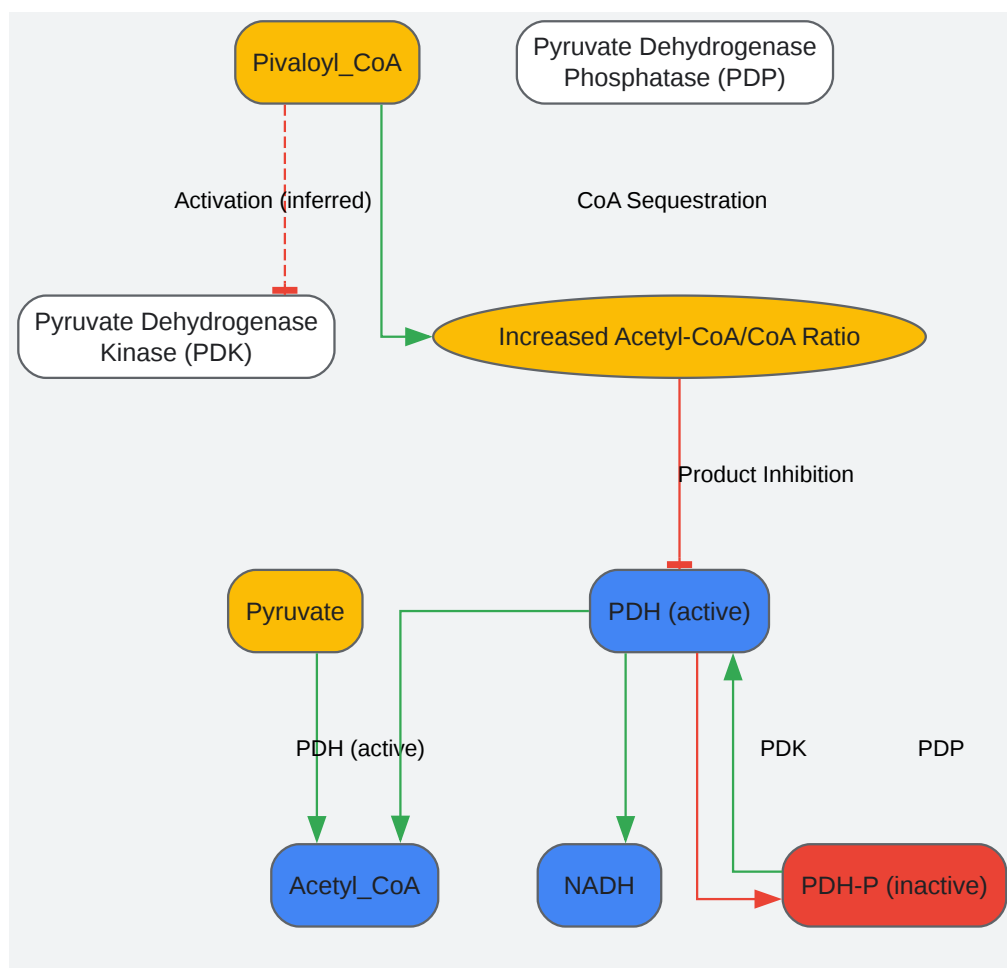 Pivaloyl_CoA
Pyruvate Dehydrogenase
Phosphatase (PDP)
Activation (inferred)
CoA Sequestration
Pyruvate Dehydrogenase
Kinase (PDK)
Increased Acetyl-CoA/CoA Ratio
Product Inhibition
Pyruvate
PDH (active)
PDH (active)
PDK
PDP
Acetyl_CoA
NADH
PDH-P (inactive)